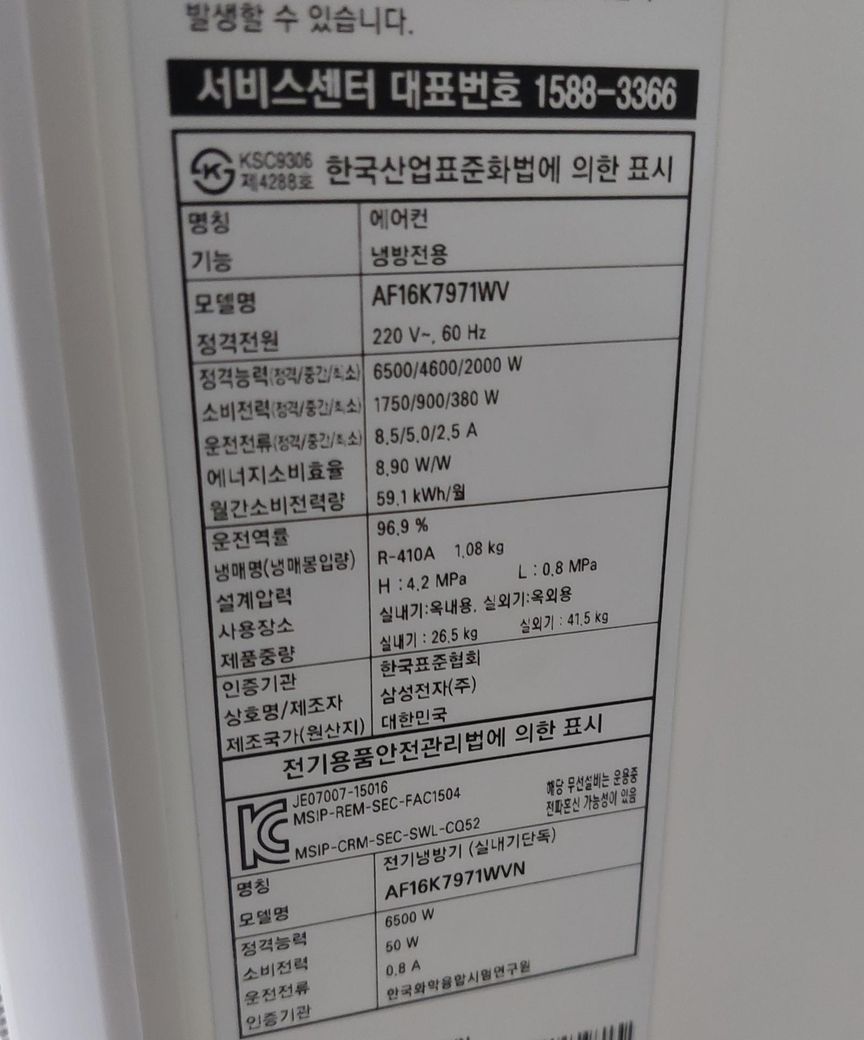 발생할 수 있습니다.
서비스센터 대표번호 1588-3366
KSC9306
제4288호
한국산업표준화법에 의한 표시
명칭 에어컨
기능 냉방전용
모델명 AF16K7971WV
정격전원 220 V~, 60 Hz
정격능력(정격/중간/최소) 6500/4600/2000 W
소비전력(정격/중간/최소) 1750/900/380 W
운전전류(정격/중간/최소) 8.5/5.0/2.5 A
에너지소비효율 8.90 W/W
월간소비전력량 59.1 kWh/월
운전역률 96.9 %
냉매명(냉매봉입량) R-410A 1.08 kg
설계압력 H : 4.2 MPa L : 0.8 MPa
사용장소 실내기:옥내용, 실외기:옥외용
제품중량 실내기 : 26.5 kg 실외기 : 41.5 kg
인증기관 한국표준협회
상호명/제조자 삼성전자(주)
제조국가(원산지) 대한민국
전기용품안전관리법에 의한 표시
JE07007-15016
MSIP-REM-SEC-FAC1504
MSIP-CRM-SEC-SWL-CQ52
해당 무선설비는 운용중
전파혼신 가능성이 있음
명칭 전기냉방기 (실내기단독)
모델명 AF16K7971WVN
정격능력 6500 W
소비전력 50 W
운전전류 0.8 A
인증기관 한국화학융합시험연구원